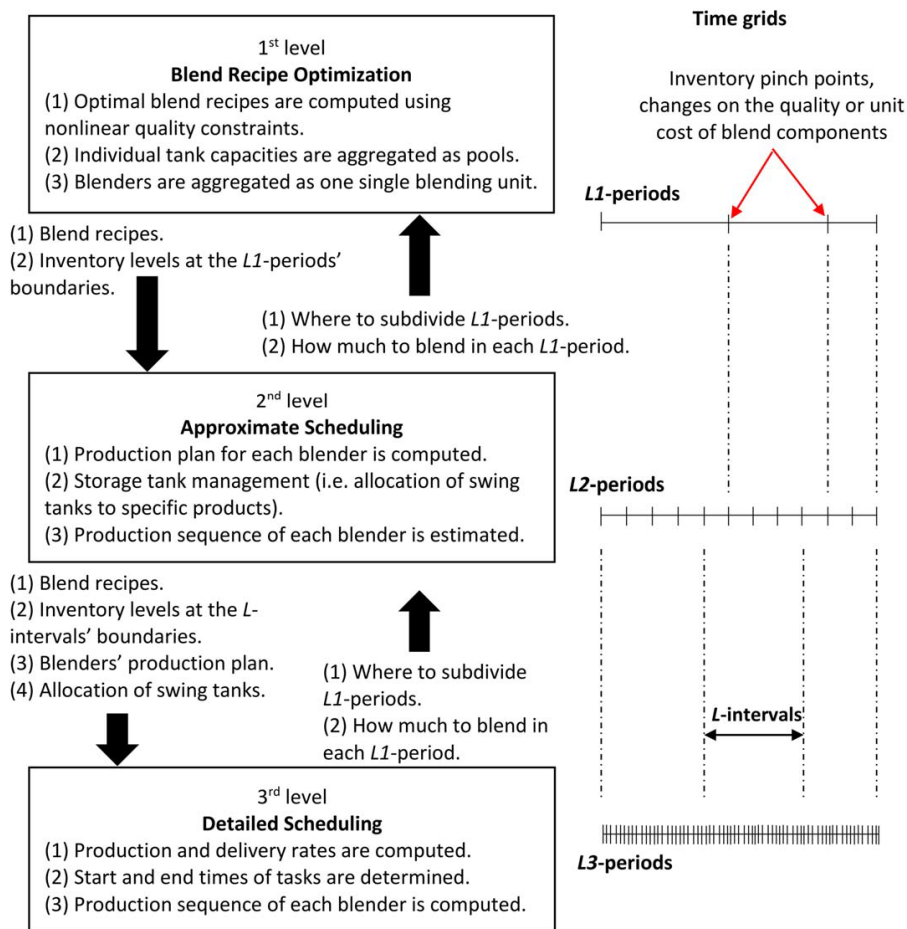 1st level
Blend Recipe Optimization
(1) Optimal blend recipes are computed using
nonlinear quality constraints.
(2) Individual tank capacities are aggregated as pools.
(3) Blenders are aggregated as one single blending unit.
(1) Blend recipes.
(2) Inventory levels at the L1-periods’
boundaries.
(1) Where to subdivide L1-periods.
(2) How much to blend in each L1-period.
2nd level
Approximate Scheduling
(1) Production plan for each blender is computed.
(2) Storage tank management (i.e. allocation of swing
tanks to specific products).
(3) Production sequence of each blender is estimated.
(1) Blend recipes.
(2) Inventory levels at the L-
intervals’ boundaries.
(3) Blenders’ production plan.
(4) Allocation of swing tanks.
(1) Where to subdivide
L1-periods.
(2) How much to blend in
each L1-period.
3rd level
Detailed Scheduling
(1) Production and delivery rates are computed.
(2) Start and end times of tasks are determined.
(3) Production sequence of each blender is computed.
Time grids
Inventory pinch points,
changes on the quality or unit
cost of blend components
L1-periods
L2-periods
L-intervals
L3-periods